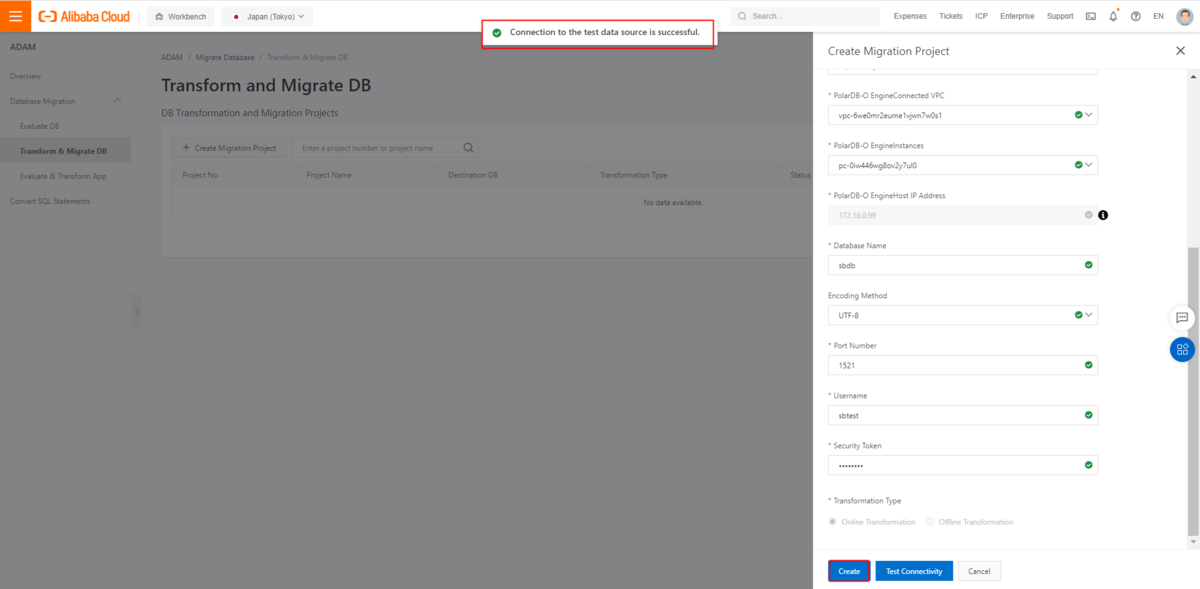 Alibaba Cloud
Workbench
Japan (Tokyo)
Search...
Expenses
Tickets
ICP
Enterprise
Support
EN
Connection to the test data source is successful.
ADAM
Overview
Database Migration
Evaluate DB
Transform & Migrate DB
Evaluate & Transform App
Convert SQL Statements
ADAM / Migrate Database / Transform & Migrate DB
Transform and Migrate DB
DB Transformation and Migration Projects
+ Create Migration Project
Enter a project number or project name
Project No.
Project Name
Destination DB
Transformation Type
Status
No data available.
Create Migration Project
* PolarDB-O EngineConnected VPC
vpc-6we0mr2eume1vjwn7w0s1
* PolarDB-O EngineInstances
pc-0iw446wg8ov2y7ul0
* PolarDB-O EngineHost IP Address
172.16.0.99
* Database Name
sbdb
Encoding Method
UTF-8
* Port Number
1521
* Username
sbtest
* Security Token
••••••••
* Transformation Type
Online Transformation
Offline Transformation
Create
Test Connectivity
Cancel